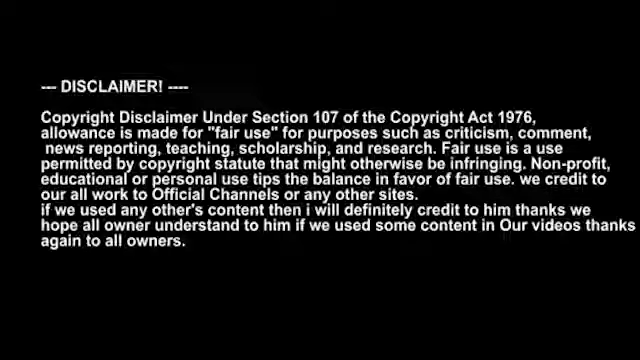 --- DISCLAIMER! ----
Copyright Disclaimer Under Section 107 of the Copyright Act 1976,
allowance is made for "fair use" for purposes such as criticism, comment,
news reporting, teaching, scholarship, and research. Fair use is a use
permitted by copyright statute that might otherwise be infringing. Non-profit,
educational or personal use tips the balance in favor of fair use. we credit to
our all work to Official Channels or any other sites.
if we used any other's content then i will definitely credit to him thanks we
hope all owner understand to him if we used some content in Our videos thanks
again to all owners.